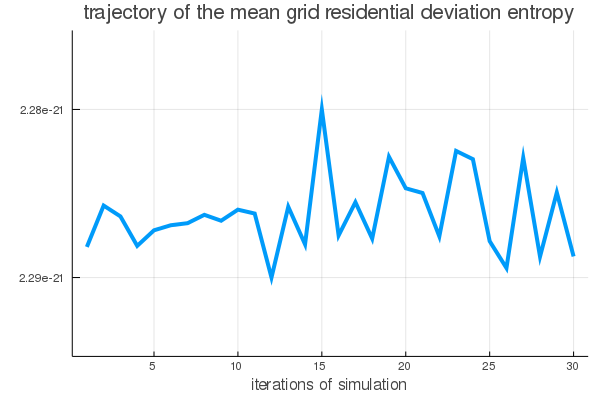 trajectory of the mean grid residential deviation entropy
2.28e-21
2.29e-21
5
10
15
20
25
30
iterations of simulation